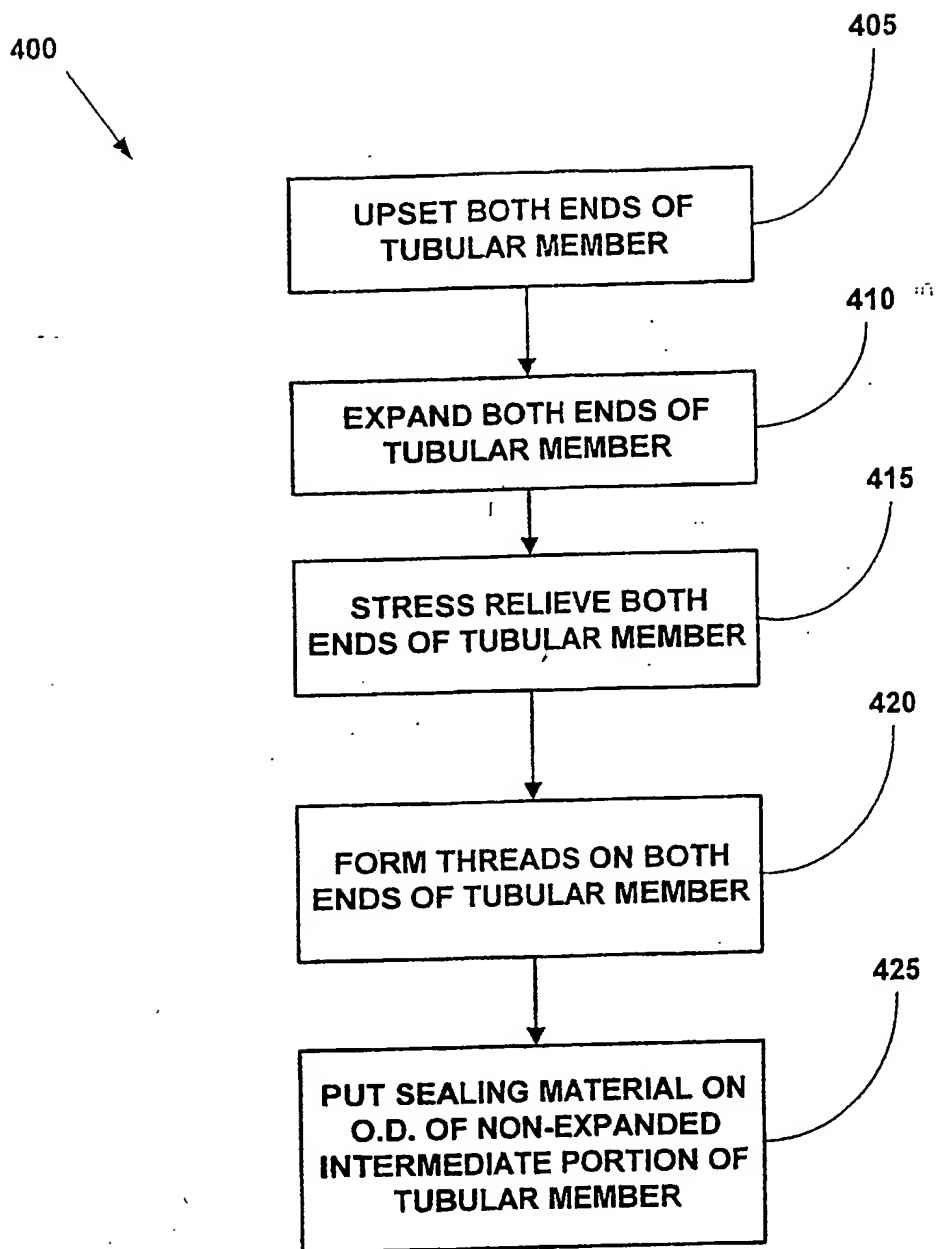 400
405
UPSET BOTH ENDS OF
TUBULAR MEMBER
410
EXPAND BOTH ENDS OF
TUBULAR MEMBER
415
STRESS RELIEVE BOTH
ENDS OF TUBULAR MEMBER
420
FORM THREADS ON BOTH
ENDS OF TUBULAR MEMBER
425
PUT SEALING MATERIAL ON
O.D. OF NON-EXPANDED
INTERMEDIATE PORTION OF
TUBULAR MEMBER